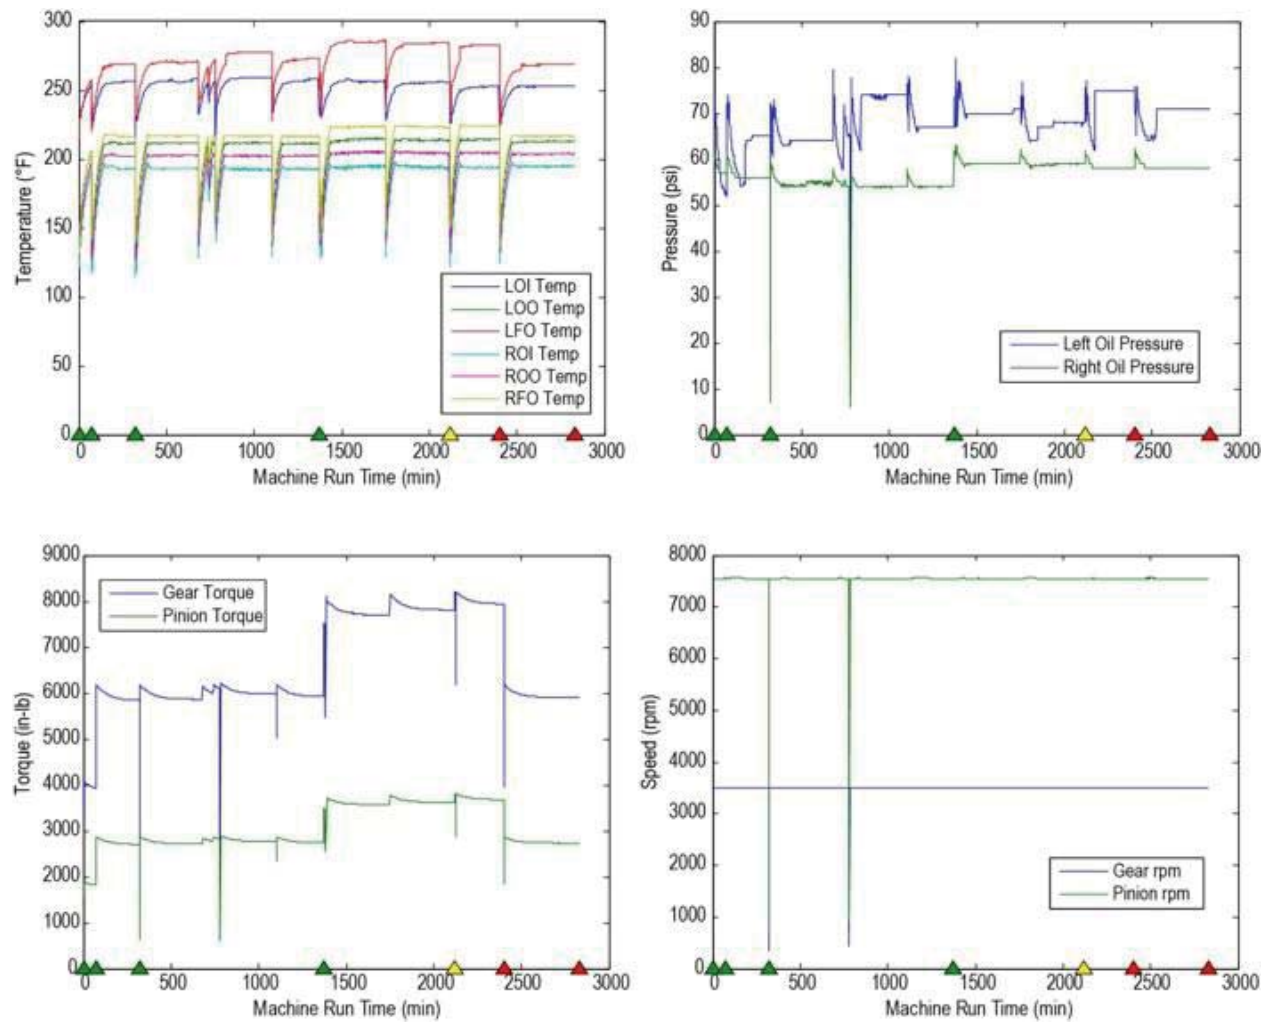 300
250
200
150
100
50
0
Temperature (°F)
LOI Temp
LOO Temp
LFO Temp
ROI Temp
ROO Temp
RFO Temp
0 500 1000 1500 2000 2500 3000
Machine Run Time (min)
90
80
70
60
50
40
30
20
10
0
Pressure (psi)
Left Oil Pressure
Right Oil Pressure
0 500 1000 1500 2000 2500 3000
Machine Run Time (min)
9000
8000
7000
6000
5000
4000
3000
2000
1000
0
Torque (in-lb)
Gear Torque
Pinion Torque
0 500 1000 1500 2000 2500 3000
Machine Run Time (min)
8000
7000
6000
5000
4000
3000
2000
1000
0
Speed (rpm)
Gear rpm
Pinion rpm
0 500 1000 1500 2000 2500 3000
Machine Run Time (min)